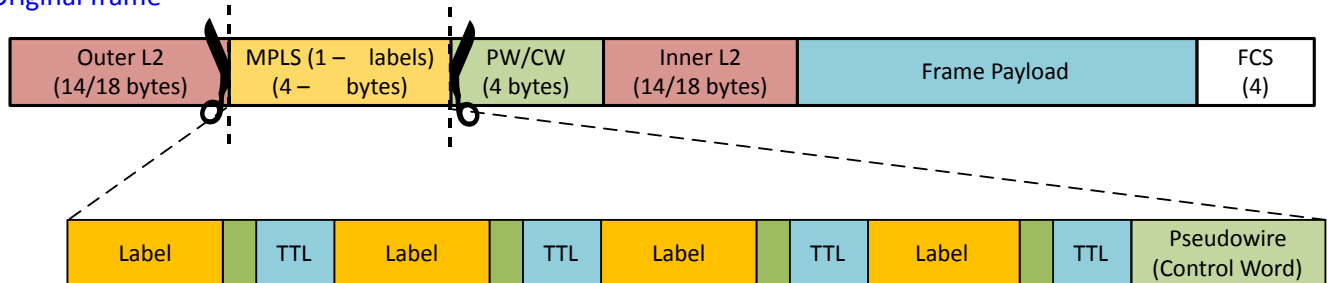 Original frame
Outer L2
(14/18 bytes)
MPLS (1 – labels)
(4 – bytes)
PW/CW
(4 bytes)
Inner L2
(14/18 bytes)
Frame Payload
FCS
(4)
Label TTL Label TTL Label TTL Label TTL
Pseudowire
(Control Word)